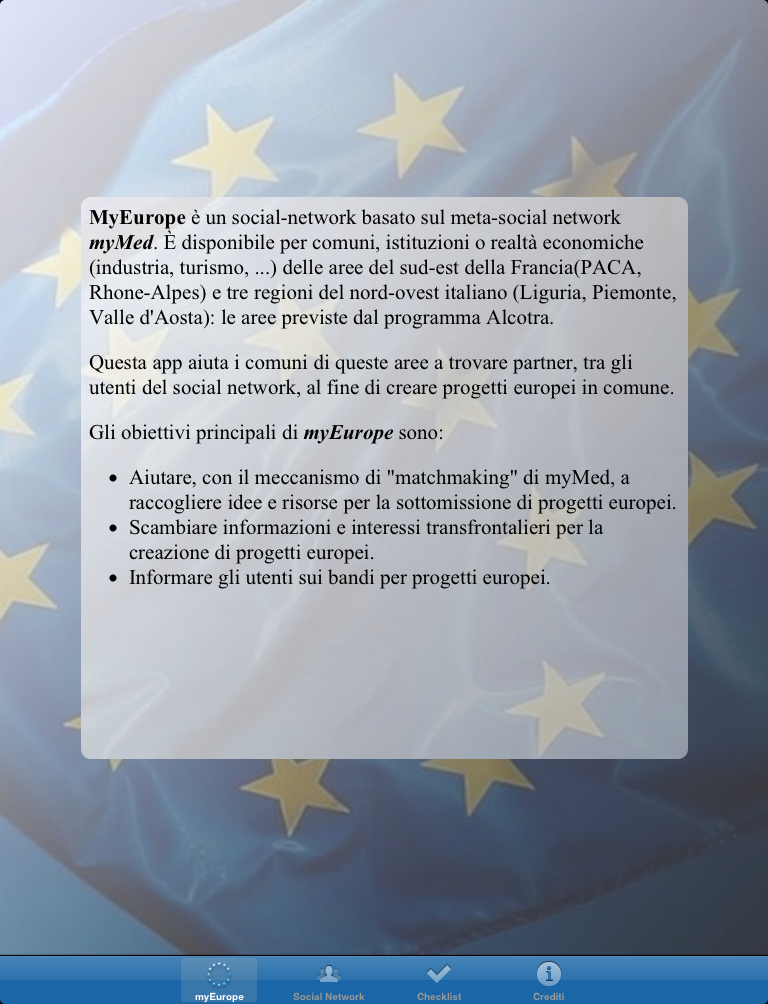 MyEurope è un social-network basato sul meta-social network
myMed. È disponibile per comuni, istituzioni o realtà economiche
(industria, turismo, ...) delle aree del sud-est della Francia(PACA,
Rhone-Alpes) e tre regioni del nord-ovest italiano (Liguria, Piemonte,
Valle d'Aosta): le aree previste dal programma Alcotra.
Questa app aiuta i comuni di queste aree a trovare partner, tra gli
utenti del social network, al fine di creare progetti europei in comune.
Gli obiettivi principali di myEurope sono:
• Aiutare, con il meccanismo di "matchmaking" di myMed, a
raccogliere idee e risorse per la sottomissione di progetti europei.
• Scambiare informazioni e interessi transfrontalieri per la
creazione di progetti europei.
• Informare gli utenti sui bandi per progetti europei.
myEurope Social Network Checklist Crediti